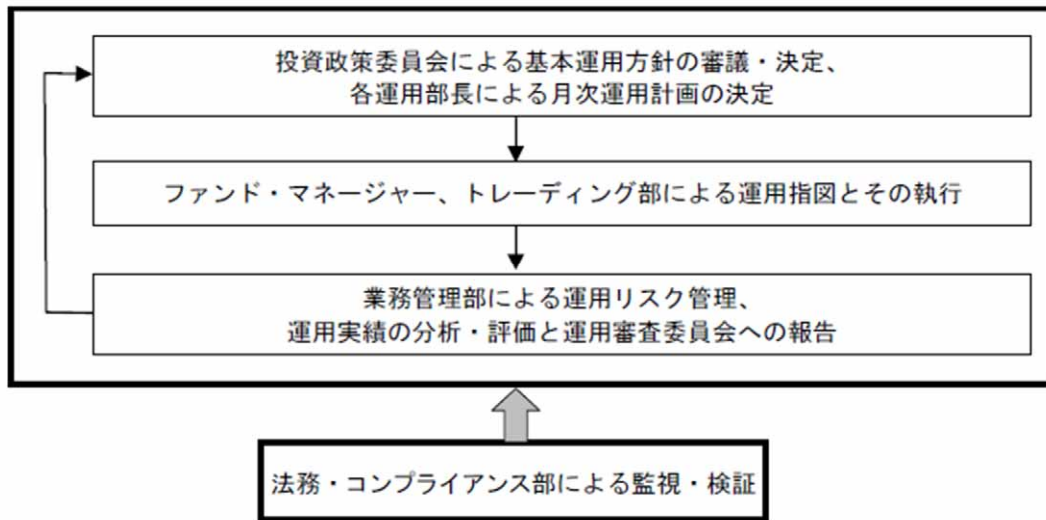 投資政策委員会による基本運用方針の審議・決定、
各運用部長による月次運用計画の決定
ファンド・マネージャー、トレーディング部による運用指図とその執行
業務管理部による運用リスク管理、
運用実績の分析・評価と運用審査委員会への報告
法務・コンプライアンス部による監視・検証